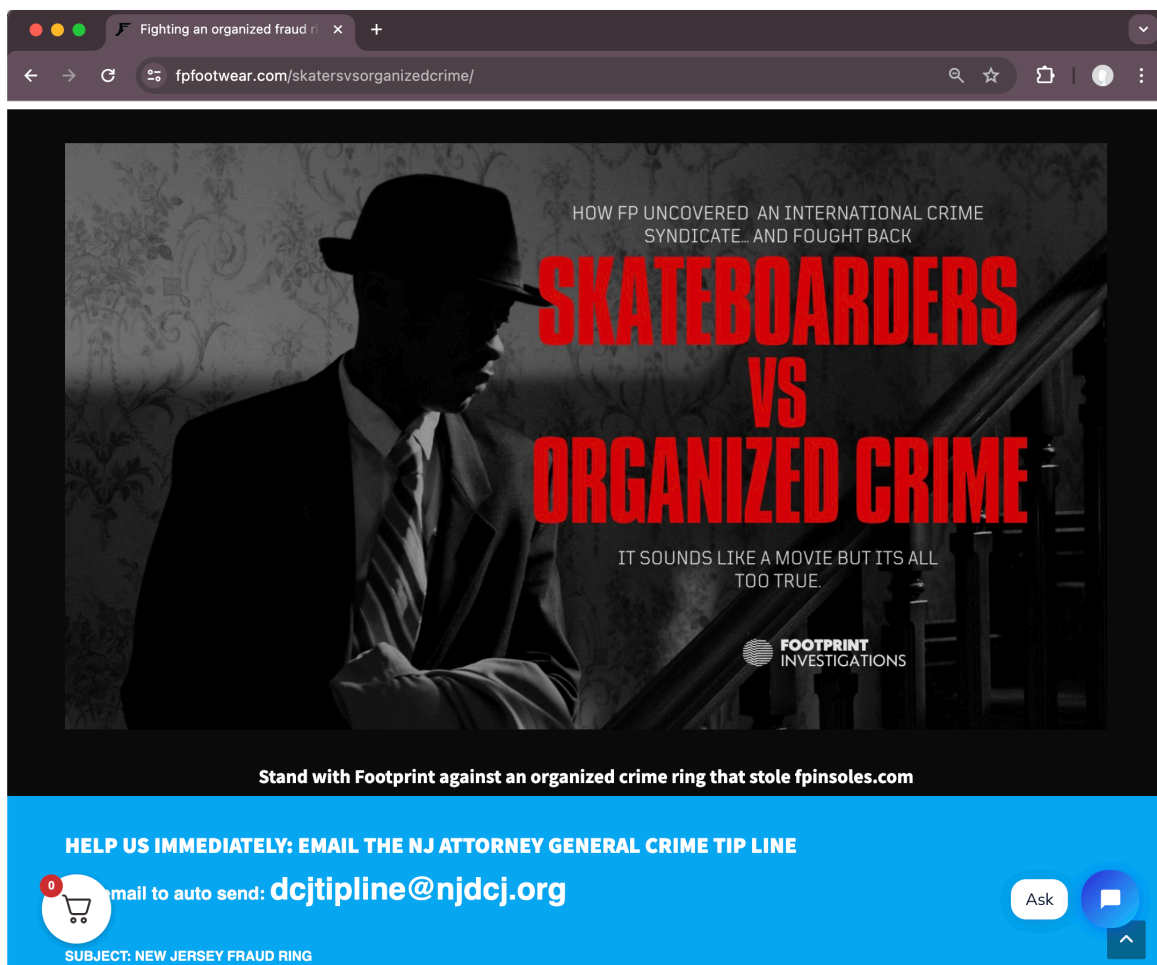 Fighting an organized fraud ri
fpfootwear.com/skatersvsorganizedcrime/
HOW FP UNCOVERED AN INTERNATIONAL CRIME
SYNDICATE... AND FOUGHT BACK
SKATEBOARDERS
VS
ORGANIZED CRIME
IT SOUNDS LIKE A MOVIE BUT ITS ALL
TOO TRUE.
FOOTPRINT
INVESTIGATIONS
Stand with Footprint against an organized crime ring that stole fpinsoles.com
HELP US IMMEDIATELY: EMAIL THE NJ ATTORNEY GENERAL CRIME TIP LINE
0
email to auto send: dcjtipline@njdcj.org
Ask
SUBJECT: NEW JERSEY FRAUD RING